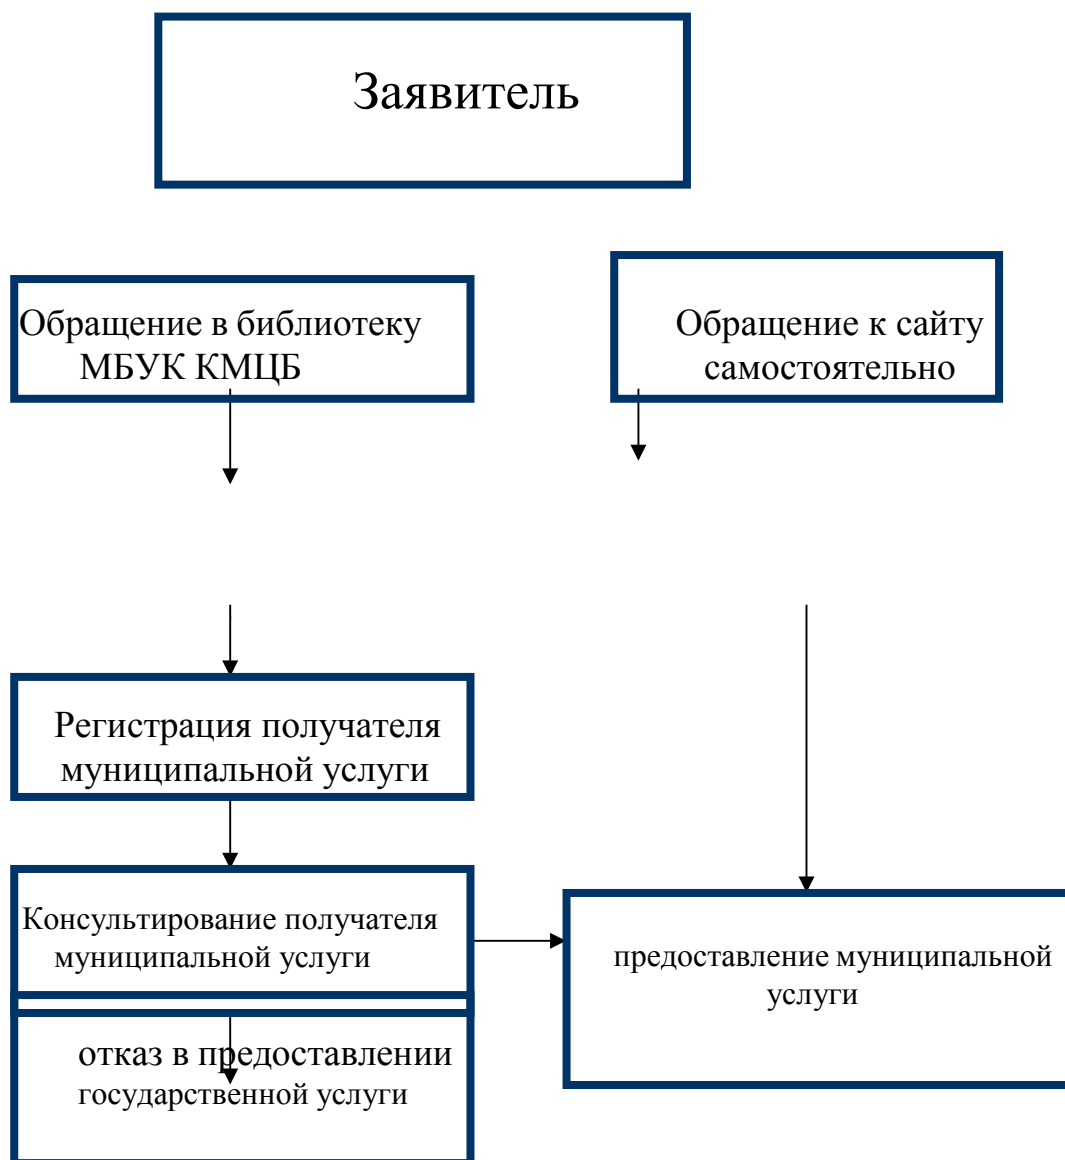 Заявитель
Обращение в библиотеку
МБУК КМЦБ
Обращение к сайту
самостоятельно
Регистрация получателя
муниципальной услуги
Консультирование получателя
муниципальной услуги
предоставление муниципальной
услуги
отказ в предоставлении
государственной услуги